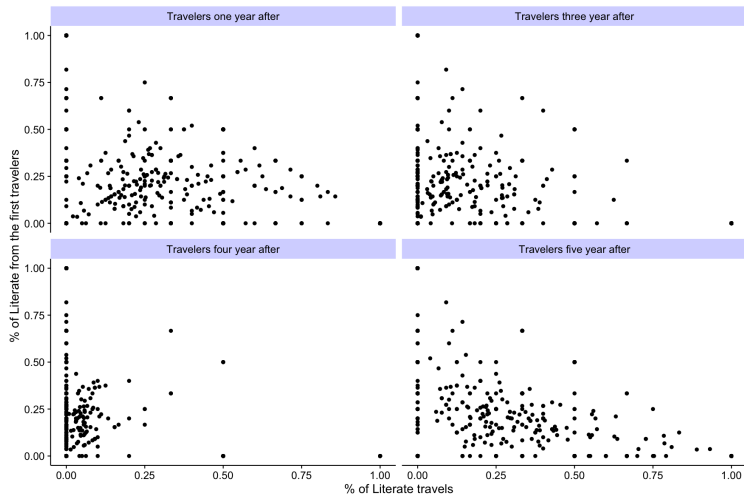 Travelers one year after
Travelers three year after
1.00
0.75
0.50
0.25
0.00
Travelers four year after
Travelers five year after
1.00
0.75
0.50
0.25
0.00
0.00 0.25 0.50 0.75 1.00
0.00 0.25 0.50 0.75 1.00
% of Literate travels
% of Literate from the first travelers